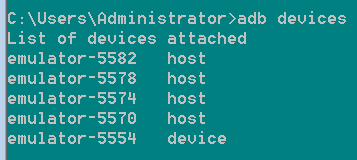 C:\Users\Administrator>adb devices
List of devices attached
emulator-5582   host
emulator-5578   host
emulator-5574   host
emulator-5570   host
emulator-5554   device